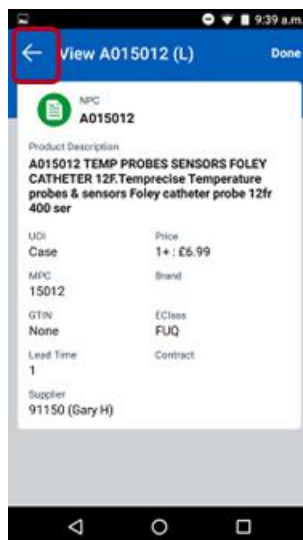 9:39 a.m.
View A015012 (L) Done
NPC
A015012
Product Description
A015012 TEMP PROBES SENSORS FOLEY
CATHETER 12F.Temprecise Temperature
probes & sensors Foley catheter probe 12fr
400 ser
UOI Price
Case 1+ : £6.99
MPC Brand
15012
GTIN EClass
None FUQ
Lead Time Contract
1
Supplier
91150 (Gary H)